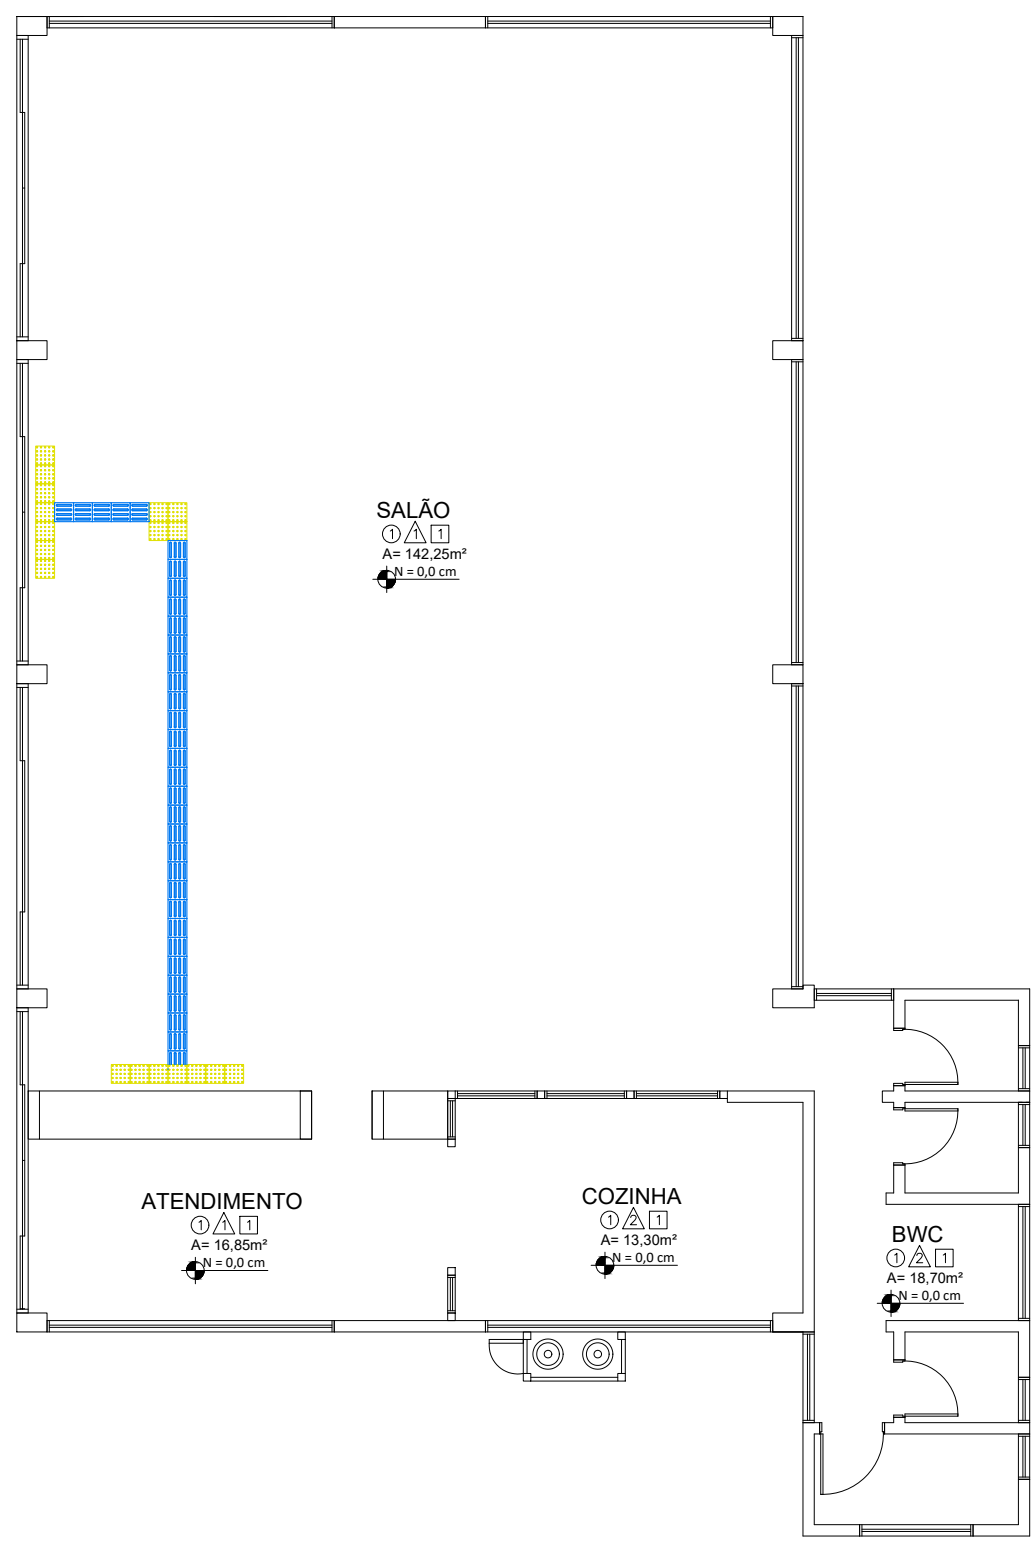 SALÃO
1 1 1
A= 142,25m²
N = 0,0 cm
ATENDIMENTO
1 1 1
A= 16,85m²
N = 0,0 cm
COZINHA
1 2 1
A= 13,30m²
N = 0,0 cm
BWC
1 2 1
A= 18,70m²
N = 0,0 cm